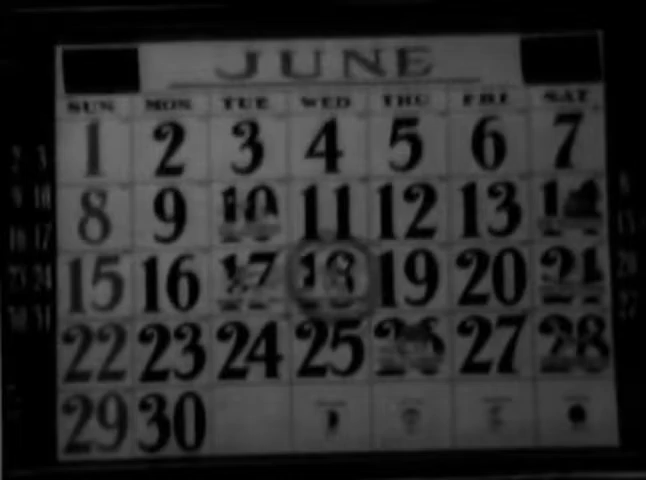 JUNE
SUN MON TUE WED THU FRI SAT
1 2 3 4 5 6 7
8 9 10 11 12 13 14
15 16 17 18 19 20 21
22 23 24 25 26 27 28
29 30